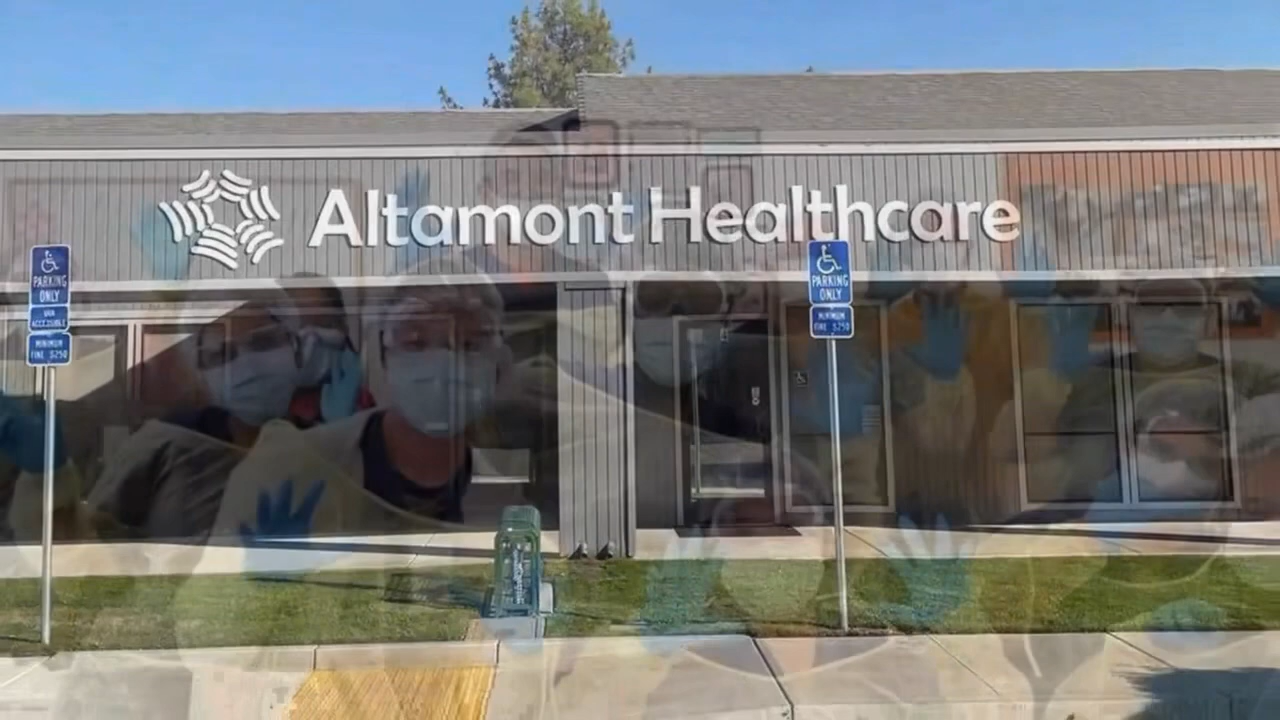 Altamont Healthcare
PARKING
ONLY
VAN
ACCESSIBLE
MINIMUM
FINE $250
PARKING
ONLY
MINIMUM
FINE $250